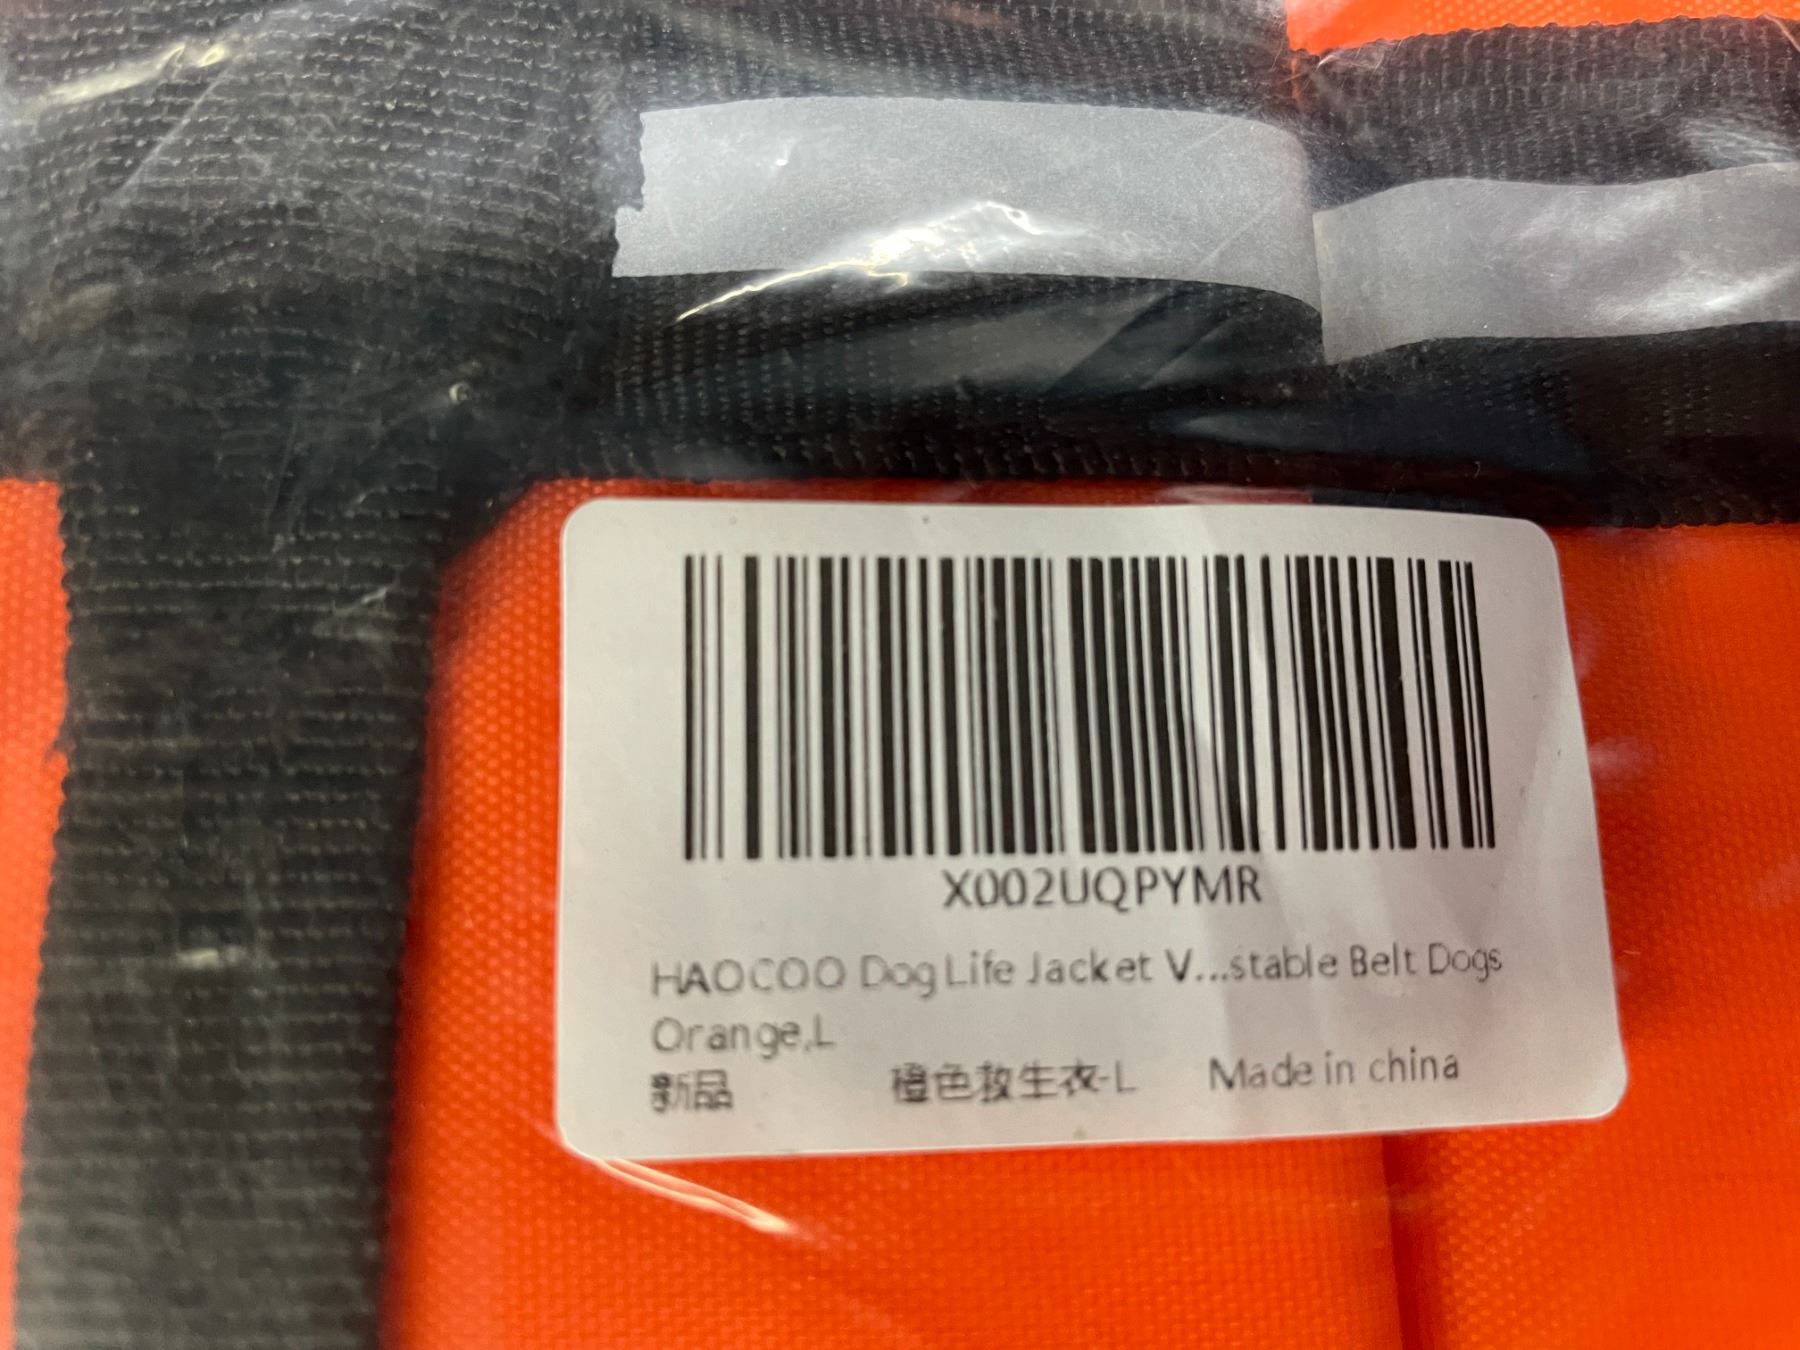 X002UQPYMR
HAOCOO Dog Life Jacket V...stable Belt Dogs
Orange,L
新品 橙色救生衣-L Made in china